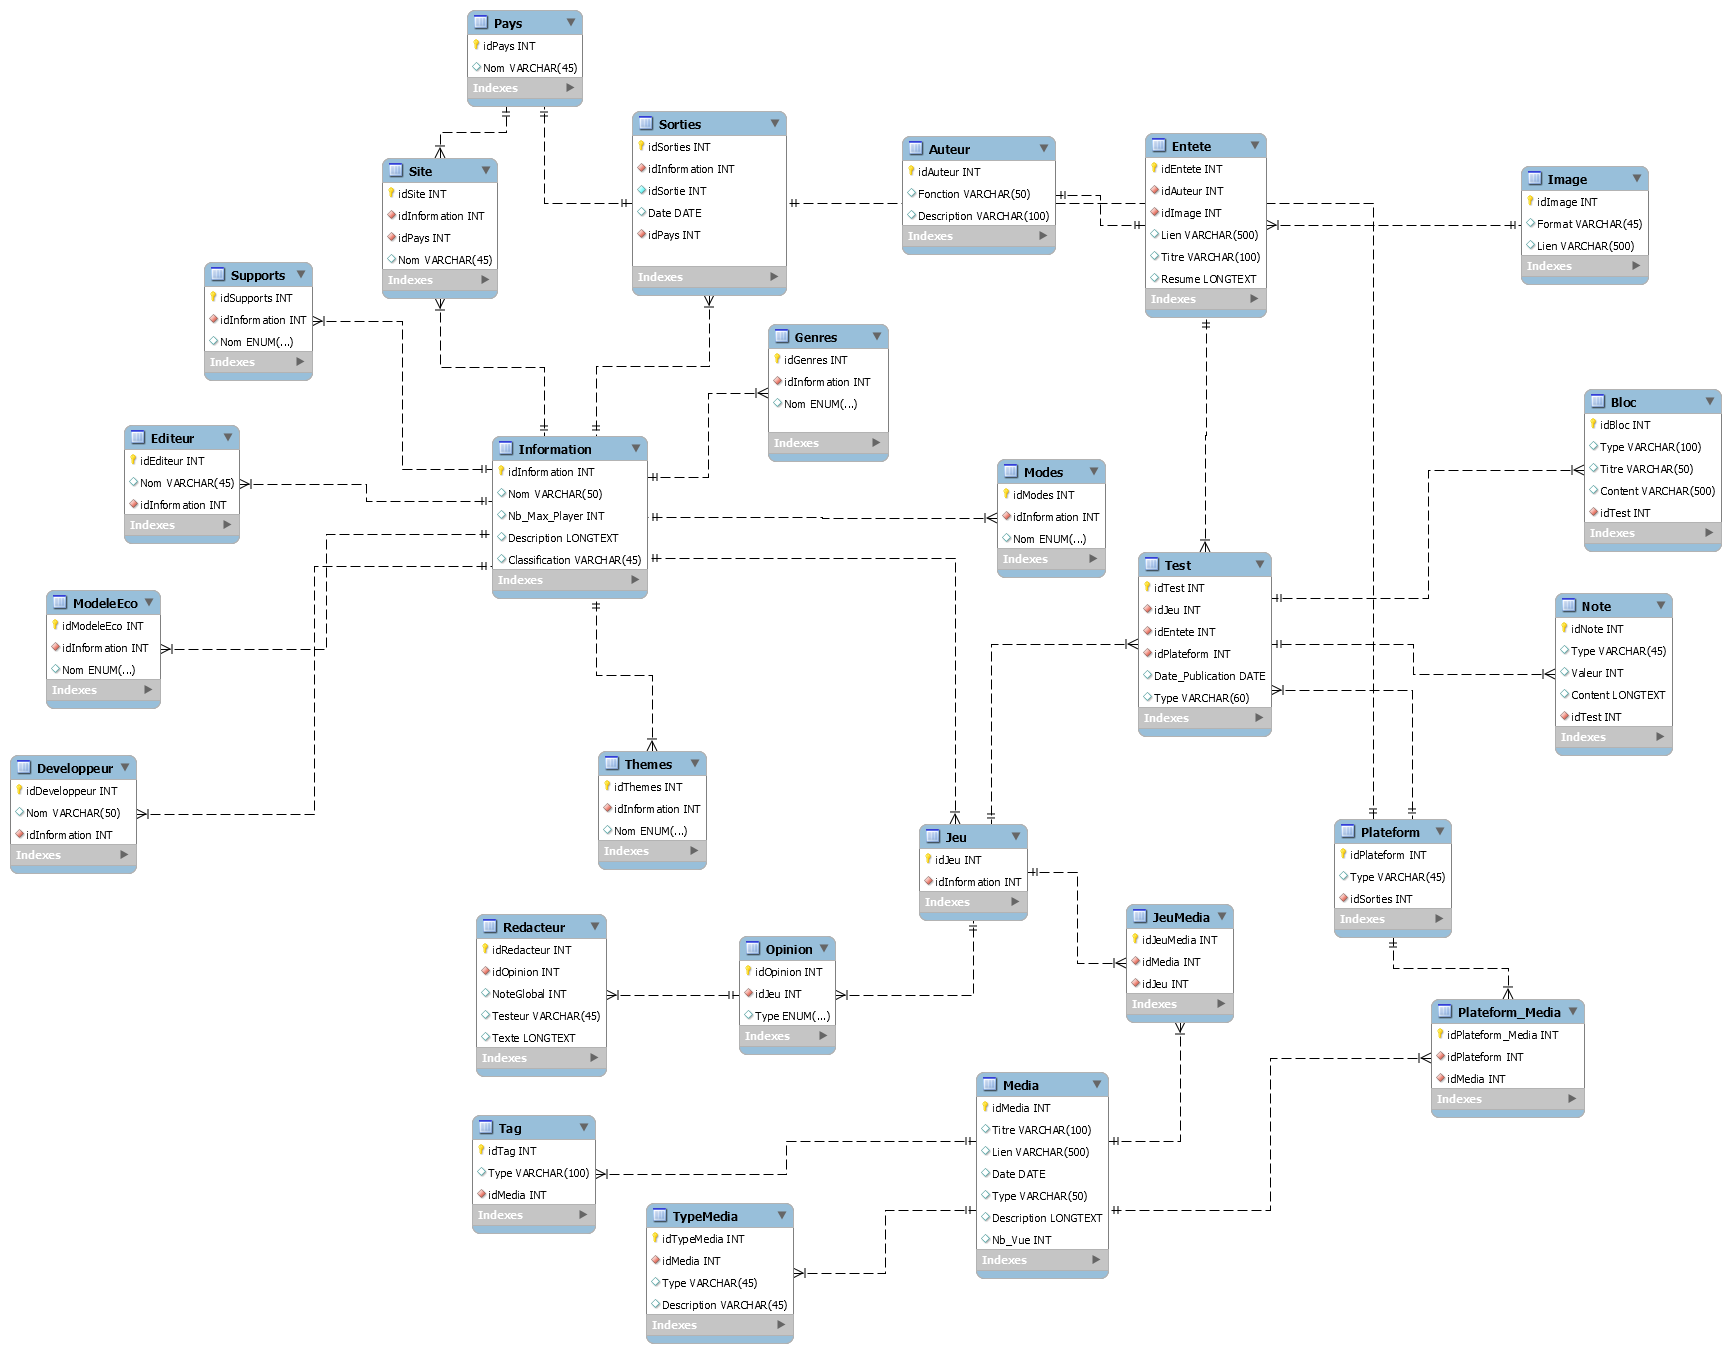 Pays
idPays INT
Nom VARCHAR(45)
Indexes
Sorties
idSorties INT
idInformation INT
idSortie INT
Date DATE
idPays INT
Indexes
Auteur
idAuteur INT
Fonction VARCHAR(50)
Description VARCHAR(100)
Indexes
Entete
idEntete INT
idAuteur INT
idImage INT
Lien VARCHAR(500)
Titre VARCHAR(100)
Resume LONGTEXT
Indexes
Image
idImage INT
Format VARCHAR(45)
Lien VARCHAR(500)
Indexes
Site
idSite INT
idInformation INT
idPays INT
Nom VARCHAR(45)
Indexes
Supports
idSupports INT
idInformation INT
Nom ENUM(...)
Indexes
Genres
idGenres INT
idInformation INT
Nom ENUM(...)
Indexes
Bloc
idBloc INT
Type VARCHAR(100)
Titre VARCHAR(50)
Content VARCHAR(500)
idTest INT
Indexes
Editeur
idEditeur INT
Nom VARCHAR(45)
idInformation INT
Indexes
Information
idInformation INT
Nom VARCHAR(50)
Nb_Max_Player INT
Description LONGTEXT
Classification VARCHAR(45)
Indexes
Modes
idModes INT
idInformation INT
Nom ENUM(...)
Indexes
Test
idTest INT
idJeu INT
idEntete INT
idPlateform INT
Date_Publication DATE
Type VARCHAR(60)
Indexes
ModeleEco
idModeleEco INT
idInformation INT
Nom ENUM(...)
Indexes
Note
idNote INT
Type VARCHAR(45)
Valeur INT
Content LONGTEXT
idTest INT
Indexes
Developpeur
idDeveloppeur INT
Nom VARCHAR(50)
idInformation INT
Indexes
Themes
idThemes INT
idInformation INT
Nom ENUM(...)
Indexes
Jeu
idJeu INT
idInformation INT
Indexes
Plateform
idPlateform INT
Type VARCHAR(45)
idSorties INT
Indexes
Redacteur
idRedacteur INT
idOpinion INT
NoteGlobal INT
Testeur VARCHAR(45)
Texte LONGTEXT
Indexes
Opinion
idOpinion INT
idJeu INT
Type ENUM(...)
Indexes
JeuMedia
idJeuMedia INT
idMedia INT
idJeu INT
Indexes
Plateform_Media
idPlateform_Media INT
idPlateform INT
idMedia INT
Indexes
Media
idMedia INT
Titre VARCHAR(100)
Lien VARCHAR(500)
Date DATE
Type VARCHAR(50)
Description LONGTEXT
Nb_Vue INT
Indexes
Tag
idTag INT
Type VARCHAR(100)
idMedia INT
Indexes
TypeMedia
idTypeMedia INT
idMedia INT
Type VARCHAR(45)
Description VARCHAR(45)
Indexes